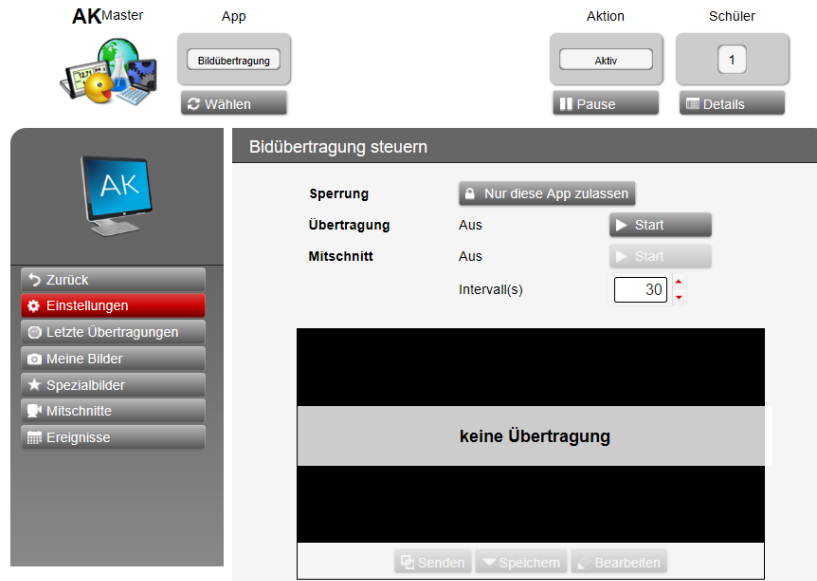 AKMaster App Aktion Schüler
Bildübertragung Aktiv 1
Wählen Pause Details
Bidübertragung steuern
AK
Sperrung Nur diese App zulassen
Übertragung Aus Start
Mitschnitt Aus Start
Intervall(s) 30
Zurück
Einstellungen
Letzte Übertragungen
Meine Bilder
Spezialbilder
Mitschnitte
Ereignisse
keine Übertragung
Senden Speichern Bearbeiten